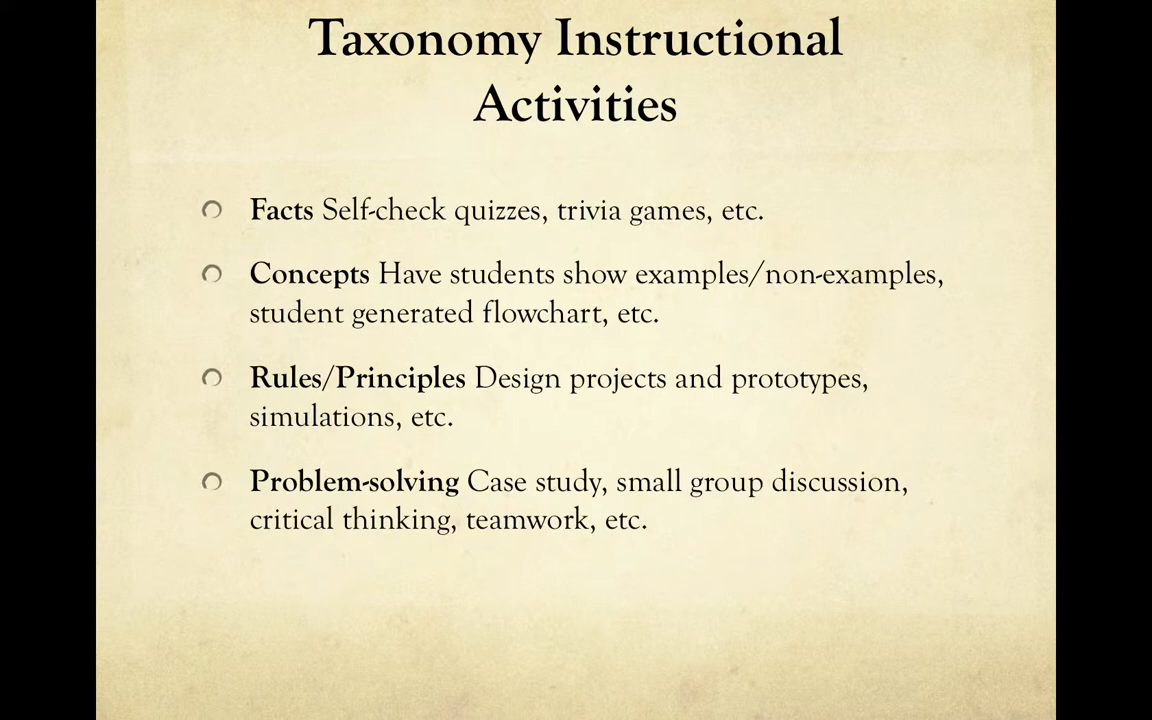 Taxonomy Instructional
Activities
Facts Self-check quizzes, trivia games, etc.
Concepts Have students show examples/non-examples,
student generated flowchart, etc.
Rules/Principles Design projects and prototypes,
simulations, etc.
Problem-solving Case study, small group discussion,
critical thinking, teamwork, etc.